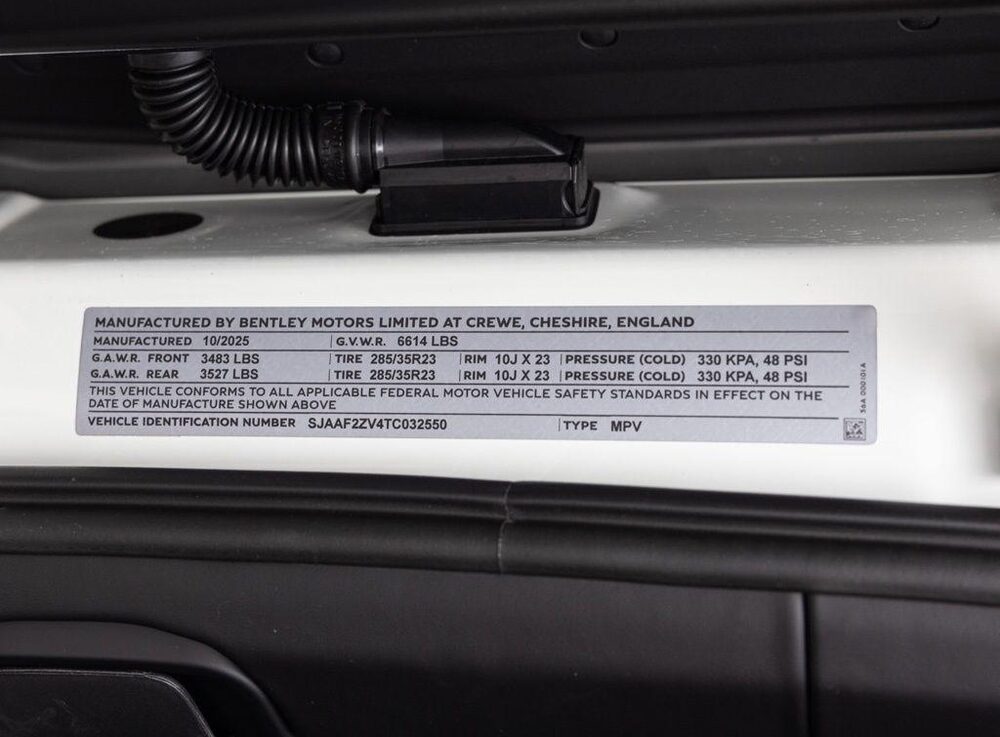 MANUFACTURED BY BENTLEY MOTORS LIMITED AT CREWE, CHESHIRE, ENGLAND
MANUFACTURED 10/2025 G.V.W.R. 6614 LBS
G.A.W.R. FRONT 3483 LBS TIRE 285/35R23 RIM 10J X 23 PRESSURE (COLD) 330 KPA, 48 PSI
G.A.W.R. REAR 3527 LBS TIRE 285/35R23 RIM 10J X 23 PRESSURE (COLD) 330 KPA, 48 PSI
THIS VEHICLE CONFORMS TO ALL APPLICABLE FEDERAL MOTOR VEHICLE SAFETY STANDARDS IN EFFECT ON THE
DATE OF MANUFACTURE SHOWN ABOVE
VEHICLE IDENTIFICATION NUMBER SJAAF2ZV4TC032550 TYPE MPV